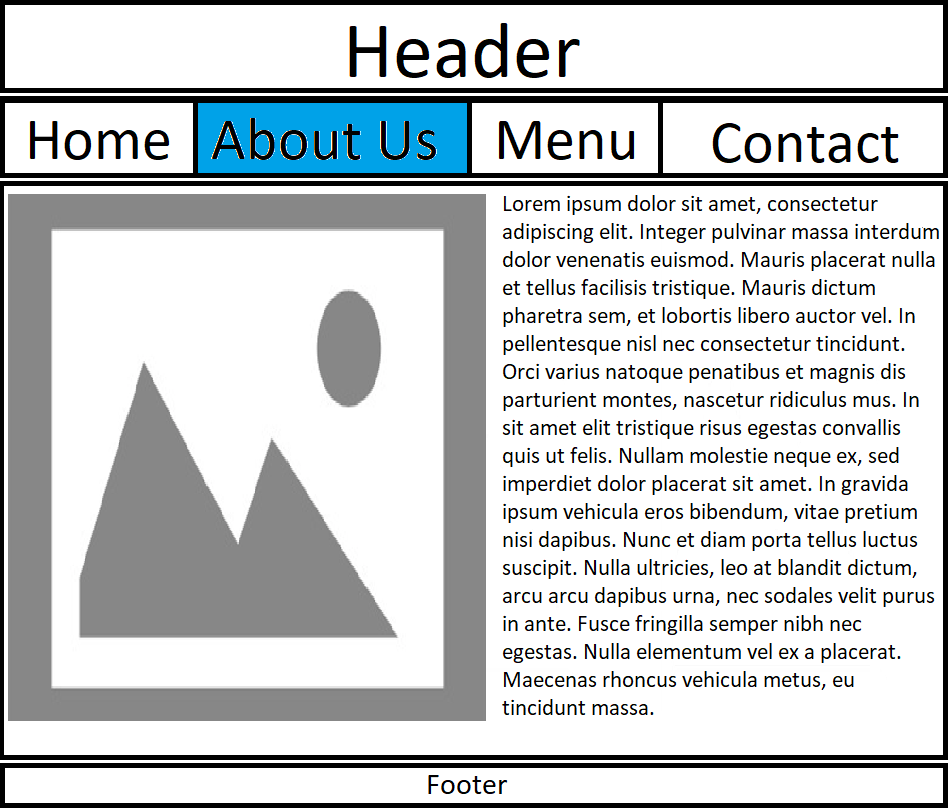 Header
Home About Us Menu Contact
Lorem ipsum dolor sit amet, consectetur
adipiscing elit. Integer pulvinar massa interdum
dolor venenatis euismod. Mauris placerat nulla
et tellus facilisis tristique. Mauris dictum
pharetra sem, et lobortis libero auctor vel. In
pellentesque nisl nec consectetur tincidunt.
Orci varius natoque penatibus et magnis dis
parturient montes, nascetur ridiculus mus. In
sit amet elit tristique risus egestas convallis
quis ut felis. Nullam molestie neque ex, sed
imperdiet dolor placerat sit amet. In gravida
ipsum vehicula eros bibendum, vitae pretium
nisi dapibus. Nunc et diam porta tellus luctus
suscipit. Nulla ultricies, leo at blandit dictum,
arcu arcu dapibus urna, nec sodales velit purus
in ante. Fusce fringilla semper nibh nec
egestas. Nulla elementum vel ex a placerat.
Maecenas rhoncus vehicula metus, eu
tincidunt massa.
Footer